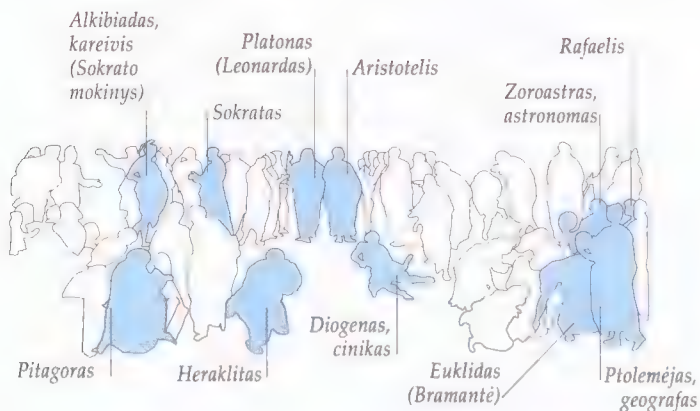 Alkibiadas,
kareivis
(Sokrato
mokinys)
Sokratas
Platonas
(Leonardas)
Aristotelis
Rafaelis
Zoroastras,
astronomas
Pitagoras
Heraklitas
Diogenas,
cinikas
Euklidas
(Bramantė)
Ptolemėjas,
geografas